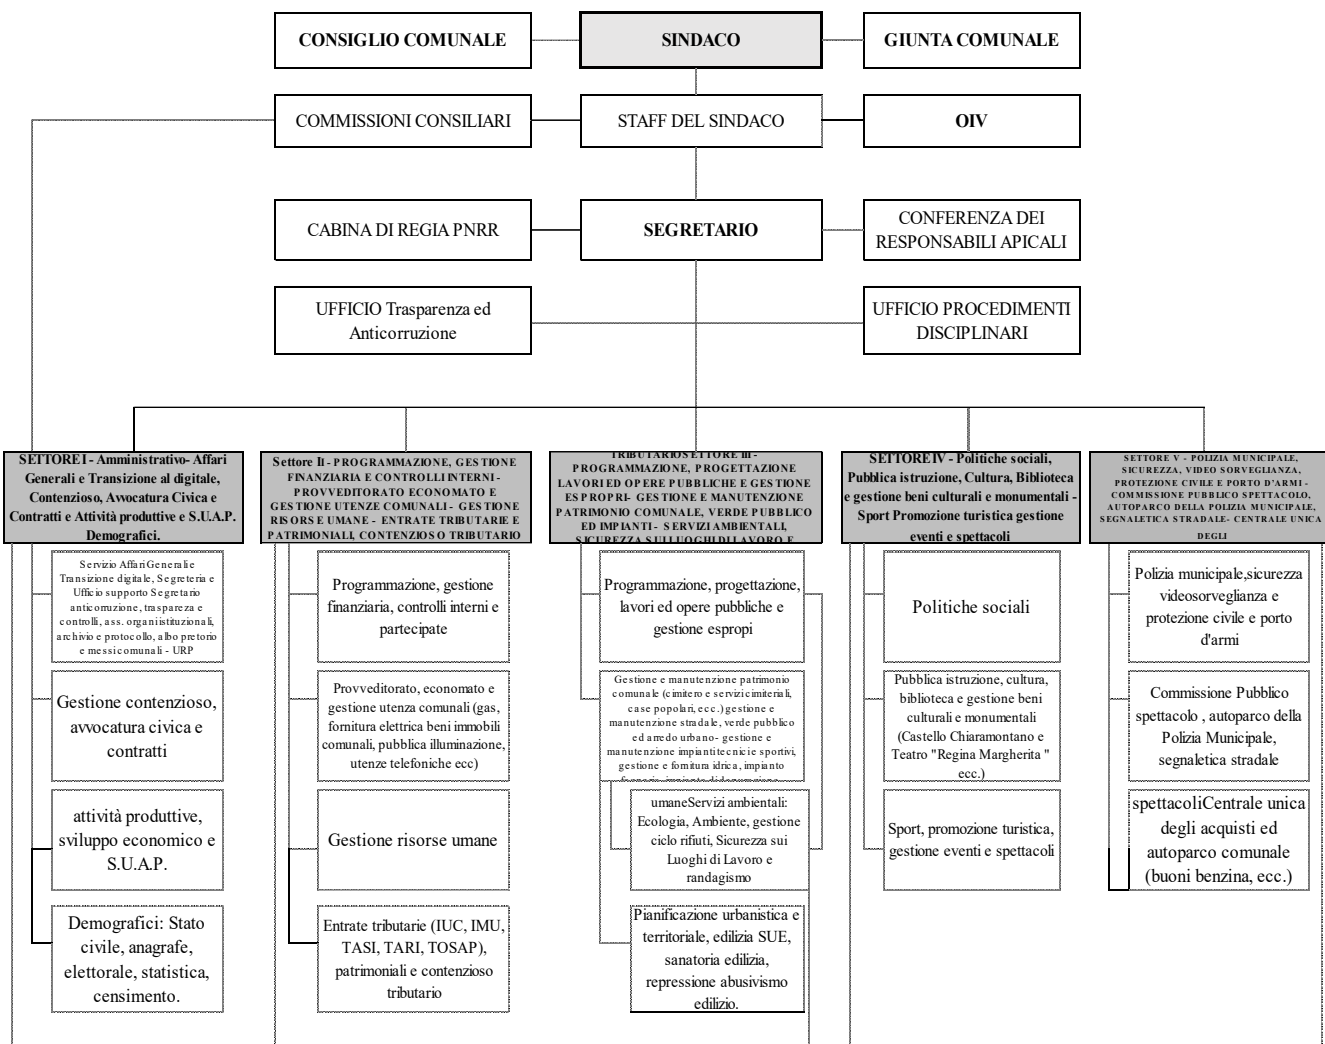 CONSIGLIO COMUNALE
SINDACO
GIUNTA COMUNALE
COMMISSIONI CONSILIARI
STAFF DEL SINDACO
OIV
CABINA DI REGIA PNRR
SEGRETARIO
CONFERENZA DEI
RESPONSABILI APICALI
UFFICIO Trasparenza ed
Anticorruzione
UFFICIO PROCEDIMENTI
DISCIPLINARI
SETTORE I - Amministrativo- Affari
Generali e Transizione al digitale,
Contenzioso, Avvocatura Civica e
Contratti e Attività produttive e S.U.A.P.
Demografici.
Settore II - PROGRAMMAZIONE, GESTIONE
FINANZIARIA E CONTROLLI INTERNI -
PROVVEDITORATO ECONOMATO E
GESTIONE UTENZE COMUNALI - GESTIONE
RISORSE UMANE - ENTRATE TRIBUTARIE E
PATRIMONIALI, CONTENZIOSO TRIBUTARIO
TRIBUTARIOSETTORE III -
PROGRAMMAZIONE, PROGETTAZIONE
LAVORI ED OPERE PUBBLICHE E GESTIONE
ESPROPRI- GESTIONE E MANUTENZIONE
PATRIMONIO COMUNALE, VERDE PUBBLICO
ED IMPIANTI - SERVIZI AMBIENTALI,
SICUREZZA SUI LUOGHI DI LAVORO E
SETTORE IV - Politiche sociali,
Pubblica istruzione, Cultura, Biblioteca
e gestione beni culturali e monumentali -
Sport Promozione turistica gestione
eventi e spettacoli
SETTORE V - POLIZIA MUNICIPALE,
SICUREZZA, VIDEO SORVEGLIANZA,
PROTEZIONE CIVILE E PORTO D'ARMI -
COMMISSIONE PUBBLICO SPETTACOLO,
AUTOPARCO DELLA POLIZIA MUNICIPALE,
SEGNALETICA STRADALE- CENTRALE UNICA
DEGLI
Servizio Affari Generali e
Transizione digitale, Segreteria e
Ufficio supporto Segretario
anticorruzione, traspareza e
controlli, ass. organi istituzionali,
archivio e protocollo, albo pretorio
e messi comunali - URP
Gestione contenzioso,
avvocatura civica e
contratti
attività produttive,
sviluppo economico e
S.U.A.P.
Demografici: Stato
civile, anagrafe,
elettorale, statistica,
censimento.
Programmazione, gestione
finanziaria, controlli interni e
partecipate
Provveditorato, economato e
gestione utenza comunali (gas,
fornitura elettrica beni immobili
comunali, pubblica illuminazione,
utenze telefoniche ecc)
Gestione risorse umane
Entrate tributarie (IUC, IMU,
TASI, TARI, TOSAP),
patrimoniali e contenzioso
tributario
Programmazione, progettazione,
lavori ed opere pubbliche e
gestione espropi
Gestione e manutenzione patrimonio
comunale (cimitero e servizi cimiteriali,
case popolari, ecc.) gestione e
manutenzione stradale, verde pubblico
ed arredo urbano- gestione e
manutenzione impianti tecnici e sportivi,
gestione e fornitura idrica, impianto
fognario, impianto di depurazione
umaneServizi ambientali:
Ecologia, Ambiente, gestione
ciclo rifiuti, Sicurezza sui
Luoghi di Lavoro e
randagismo
Pianificazione urbanistica e
territoriale, edilizia SUE,
sanatoria edilizia,
repressione abusivismo
edilizio.
Politiche sociali
Pubblica istruzione, cultura,
biblioteca e gestione beni
culturali e monumentali
(Castello Chiaramontano e
Teatro "Regina Margherita "
ecc.)
Sport, promozione turistica,
gestione eventi e spettacoli
Polizia municipale,sicurezza
videosorveglianza e
protezione civile e porto
d'armi
Commissione Pubblico
spettacolo , autoparco della
Polizia Municipale,
segnaletica stradale
spettacoliCentrale unica
degli acquisti ed
autoparco comunale
(buoni benzina, ecc.)